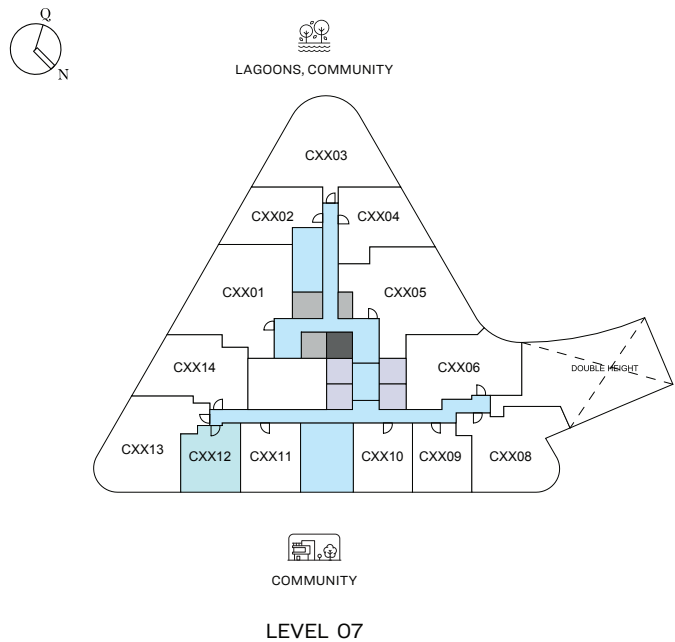 Q
N
LAGOONS, COMMUNITY
CXX03
CXX02
CXX04
CXX01
CXX05
CXX14
CXX06
DOUBLE HEIGHT
CXX13
CXX12
CXX11
CXX10
CXX09
CXX08
COMMUNITY
LEVEL 07